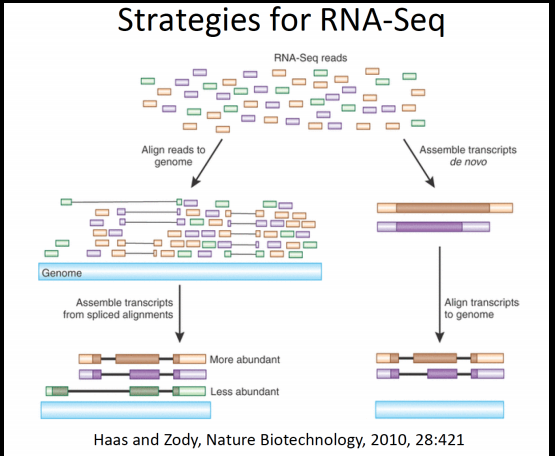 Strategies for RNA-Seq
RNA-Seq reads
Align reads to
genome
Assemble transcripts
de novo
Genome
Assemble transcripts
from spliced alignments
Align transcripts
to genome
More abundant
Less abundant
Haas and Zody, Nature Biotechnology, 2010, 28:421